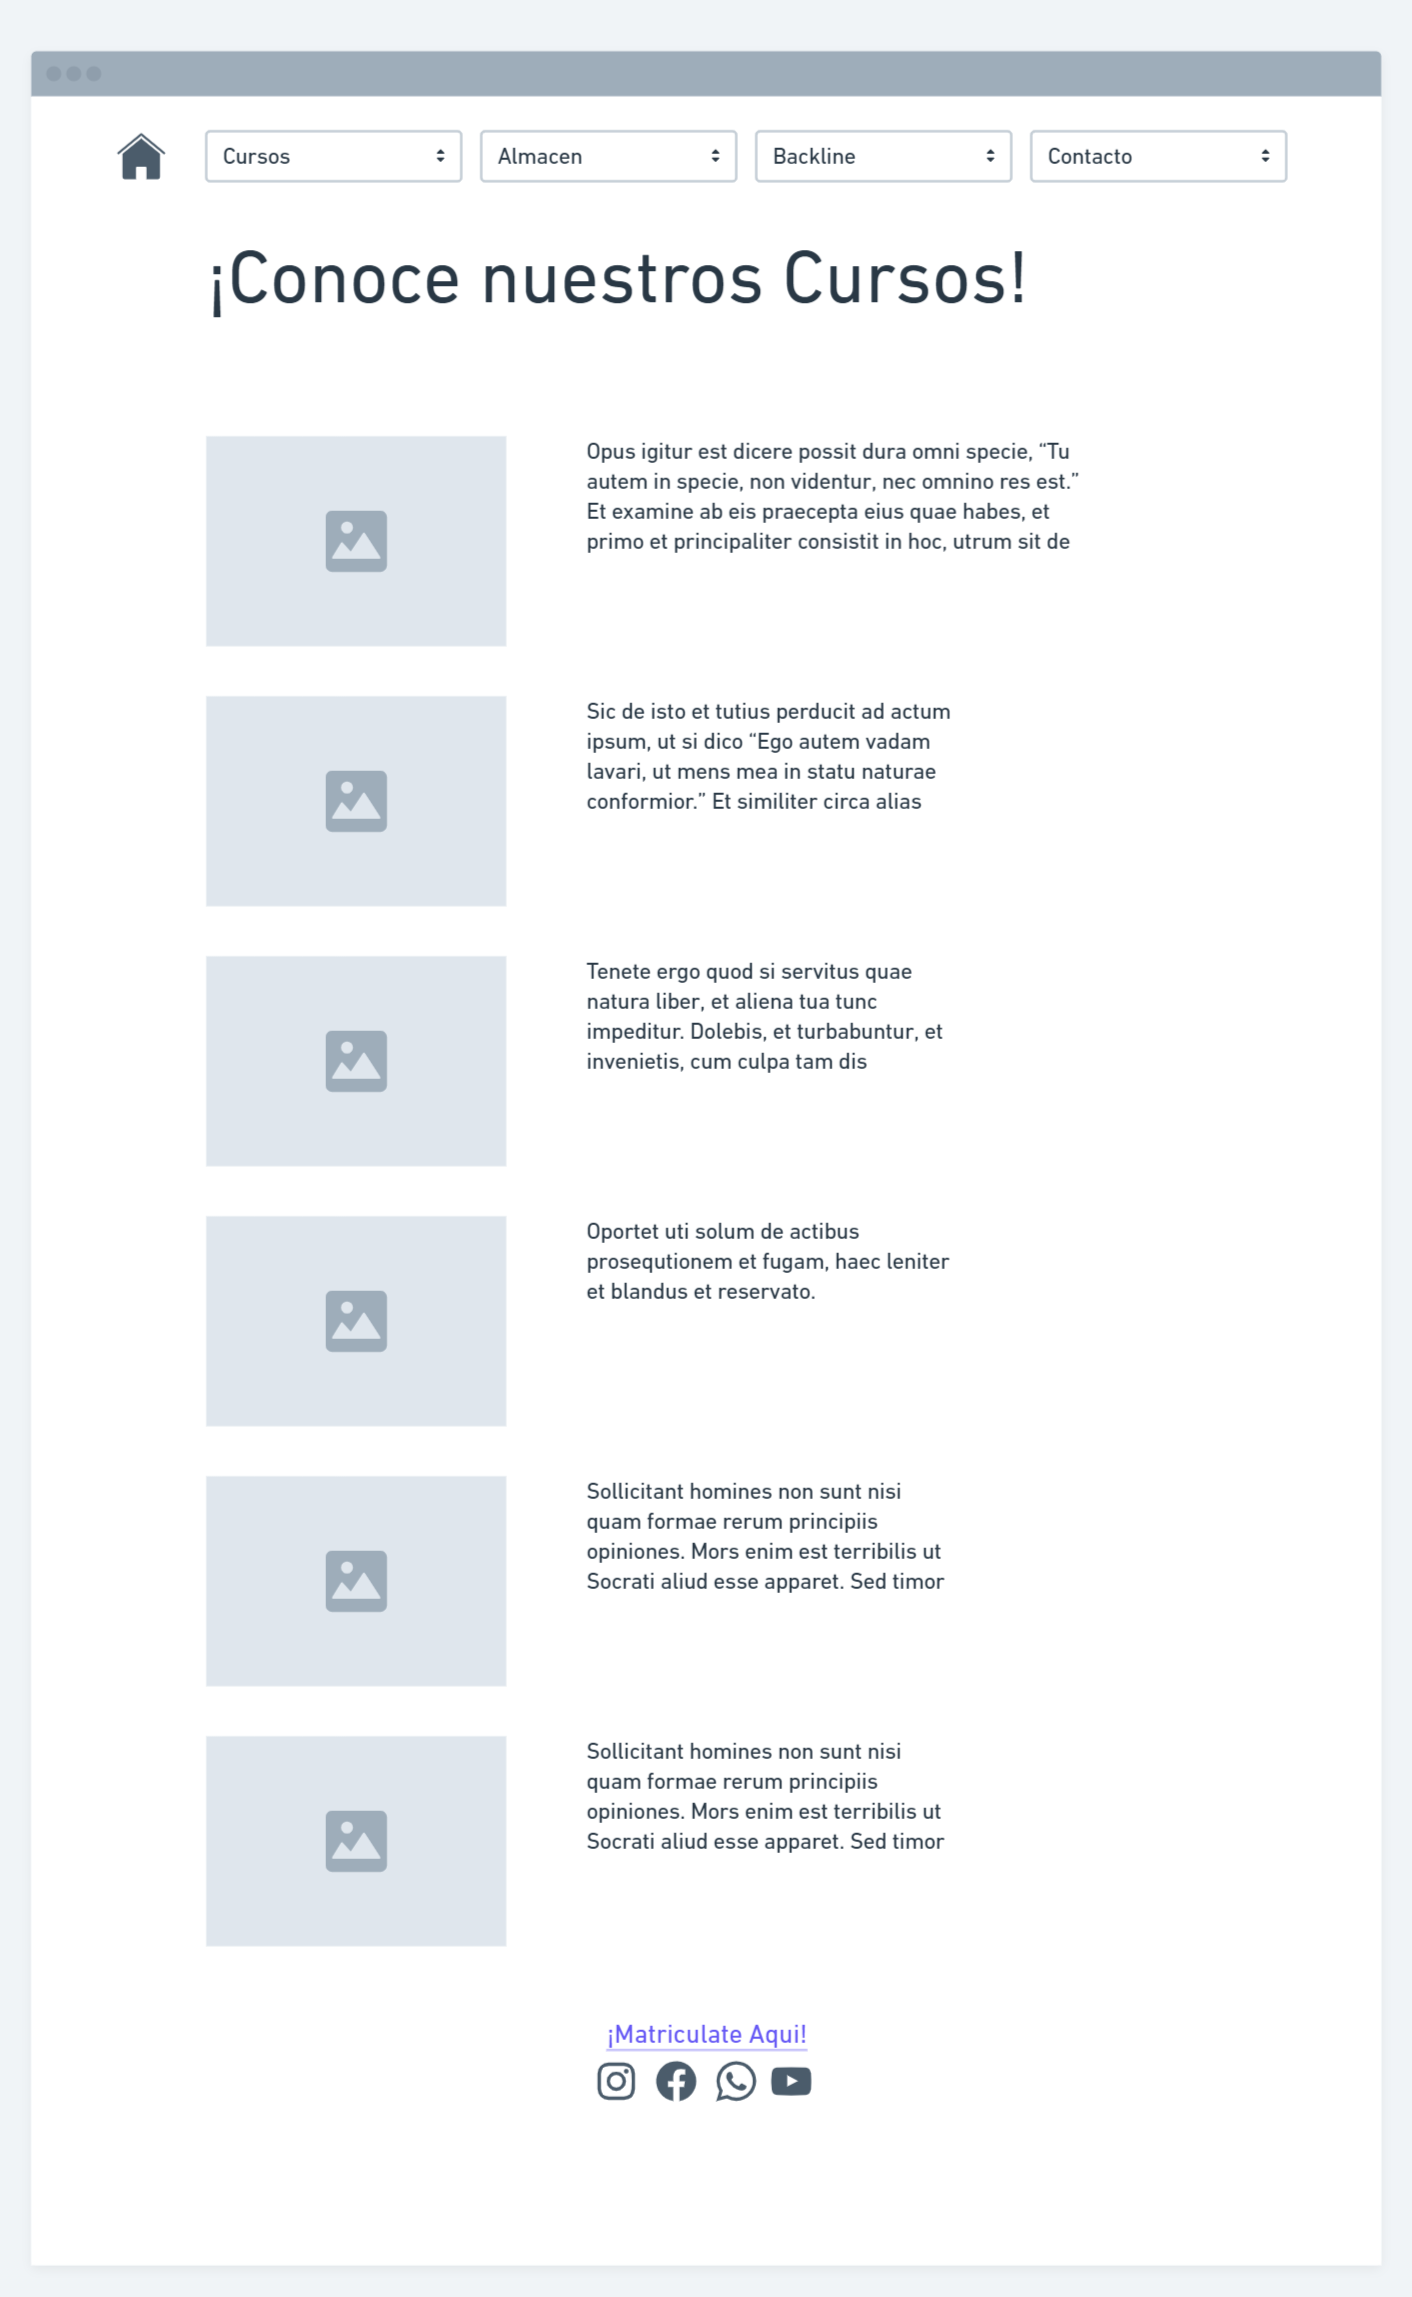 Cursos
Almacen
Backline
Contacto
¡Conoce nuestros Cursos!
Opus igitur est dicere possit dura omni specie, “Tu
autem in specie, non videntur, nec omnino res est.”
Et examine ab eis praecepta eius quae habes, et
primo et principaliter consistit in hoc, utrum sit de
Sic de isto et tutius perducit ad actum
ipsum, ut si dico “Ego autem vadam
lavari, ut mens mea in statu naturae
conformior.” Et similiter circa alias
Tenete ergo quod si servitus quae
natura liber, et aliena tua tunc
impeditur. Dolebis, et turbabuntur, et
invenietis, cum culpa tam dis
Oportet uti solum de actibus
prosequtionem et fugam, haec leniter
et blandus et reservato.
Sollicitant homines non sunt nisi
quam formae rerum principiis
opiniones. Mors enim est terribilis ut
Socrati aliud esse apparet. Sed timor
Sollicitant homines non sunt nisi
quam formae rerum principiis
opiniones. Mors enim est terribilis ut
Socrati aliud esse apparet. Sed timor
¡Matriculate Aqui!